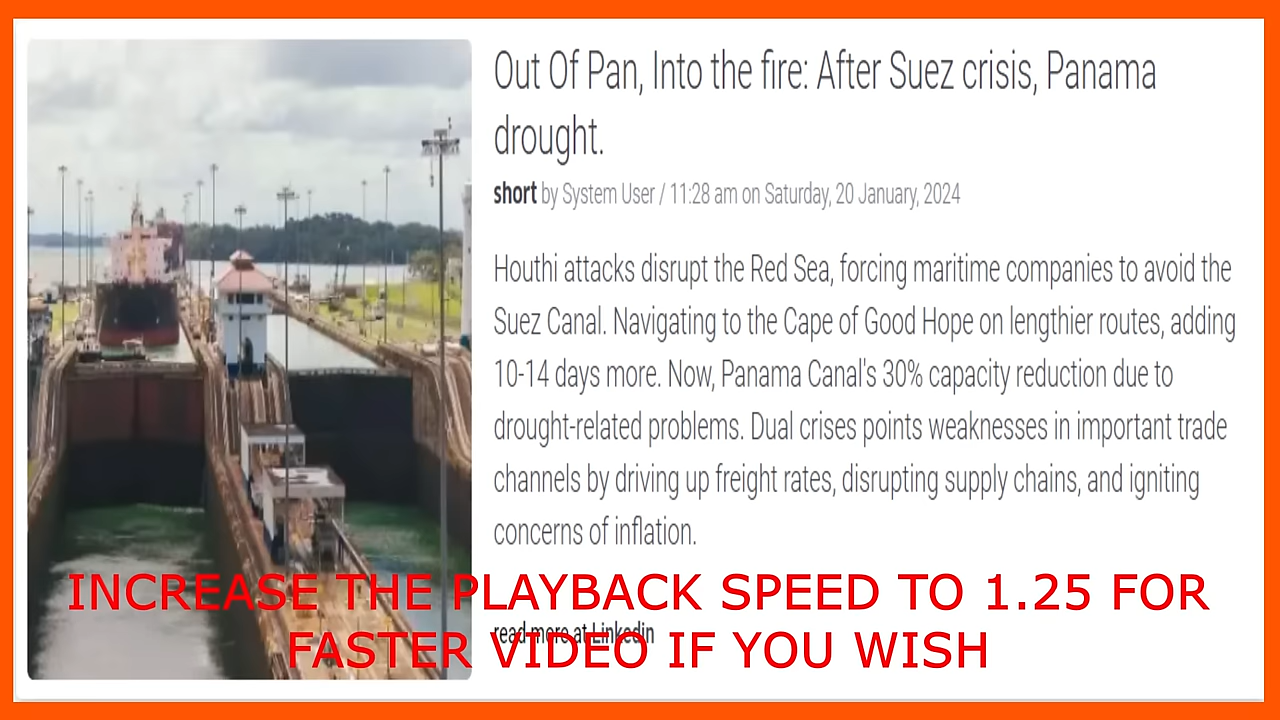 Out Of Pan, Into the fire: After Suez crisis, Panama
drought.
short by System User / 11:28 am on Saturday, 20 January, 2024
Houthi attacks disrupt the Red Sea, forcing maritime companies to avoid the
Suez Canal. Navigating to the Cape of Good Hope on lengthier routes, adding
10-14 days more. Now, Panama Canal's 30% capacity reduction due to
drought-related problems. Dual crises points weaknesses in important trade
channels by driving up freight rates, disrupting supply chains, and igniting
concerns of inflation.
INCREASE THE PLAYBACK SPEED TO 1.25 FOR
read more at Linkedin
FASTER VIDEO IF YOU WISH